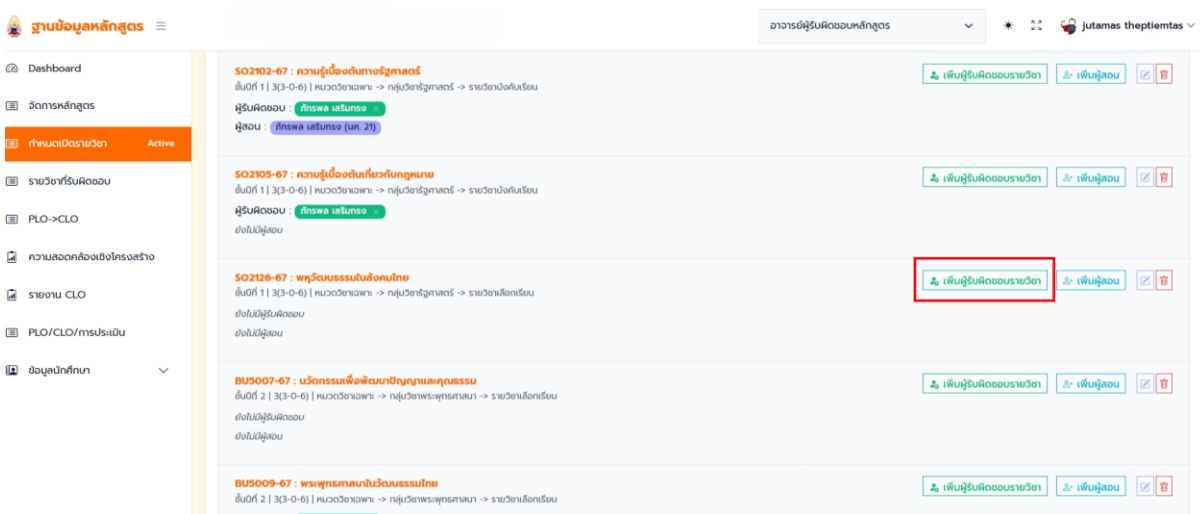 ฐานข้อมูลหลักสูตร
อาจารย์ผู้รับผิดชอบหลักสูตร
jutamas theptiemtas
Dashboard
จัดการหลักสูตร
กำหนดเปิดรายวิชา Active
รายวิชาที่รับผิดชอบ
PLO->CLO
ความสอดคล้องเชิงโครงสร้าง
รายงาน CLO
PLO/CLO/การประเมิน
ข้อมูลนักศึกษา
SO2102-67 : ความรู้เบื้องต้นทางรัฐศาสตร์
ชั้นปีที่ 1 | 3(3-0-6) | หมวดวิชาเฉพาะ -> กลุ่มวิชารัฐศาสตร์ -> รายวิชาบังคับเรียน
ผู้รับผิดชอบ : ภัทรพล เสริมทรง ×
ผู้สอน : ภัทรพล เสริมทรง (นค. 21)
เพิ่มผู้รับผิดชอบรายวิชา เพิ่มผู้สอน
SO2105-67 : ความรู้เบื้องต้นเกี่ยวกับกฎหมาย
ชั้นปีที่ 1 | 3(3-0-6) | หมวดวิชาเฉพาะ -> กลุ่มวิชารัฐศาสตร์ -> รายวิชาบังคับเรียน
ผู้รับผิดชอบ : ภัทรพล เสริมทรง ×
ยังไม่มีผู้สอน
เพิ่มผู้รับผิดชอบรายวิชา เพิ่มผู้สอน
SO2126-67 : พหุวัฒนธรรมในสังคมไทย
ชั้นปีที่ 1 | 3(3-0-6) | หมวดวิชาเฉพาะ -> กลุ่มวิชารัฐศาสตร์ -> รายวิชาเลือกเรียน
ยังไม่มีผู้รับผิดชอบ
ยังไม่มีผู้สอน
เพิ่มผู้รับผิดชอบรายวิชา เพิ่มผู้สอน
BU5007-67 : นวัตกรรมเพื่อพัฒนาปัญญาและคุณธรรม
ชั้นปีที่ 2 | 3(3-0-6) | หมวดวิชาเฉพาะ -> กลุ่มวิชาพระพุทธศาสนา -> รายวิชาเลือกเรียน
ยังไม่มีผู้รับผิดชอบ
ยังไม่มีผู้สอน
เพิ่มผู้รับผิดชอบรายวิชา เพิ่มผู้สอน
BU5009-67 : พระพุทธศาสนาในวัฒนธรรมไทย
ชั้นปีที่ 2 | 3(3-0-6) | หมวดวิชาเฉพาะ -> กลุ่มวิชาพระพุทธศาสนา -> รายวิชาเลือกเรียน
เพิ่มผู้รับผิดชอบรายวิชา เพิ่มผู้สอน